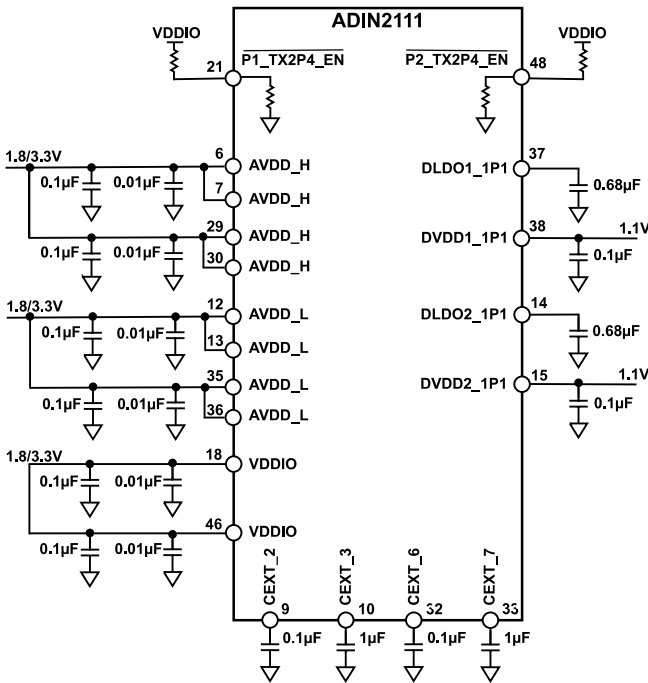 ADIN2111
VDDIO
VDDIO
21
P1_TX2P4_EN
P2_TX2P4_EN
48
1.8/3.3V
6
AVDD_H
DLDO1_1P1
37
0.1µF
0.01µF
7
AVDD_H
0.68µF
29
AVDD_H
DVDD1_1P1
38
1.1V
0.1µF
0.01µF
30
AVDD_H
0.1µF
1.8/3.3V
12
AVDD_L
DLDO2_1P1
14
0.1µF
0.01µF
13
AVDD_L
0.68µF
35
AVDD_L
DVDD2_1P1
15
1.1V
0.1µF
0.01µF
36
AVDD_L
0.1µF
1.8/3.3V
18
VDDIO
0.1µF
0.01µF
46
VDDIO
0.1µF
0.01µF
CEXT_2
CEXT_3
CEXT_6
CEXT_7
9
10
32
33
0.1µF
1µF
0.1µF
1µF